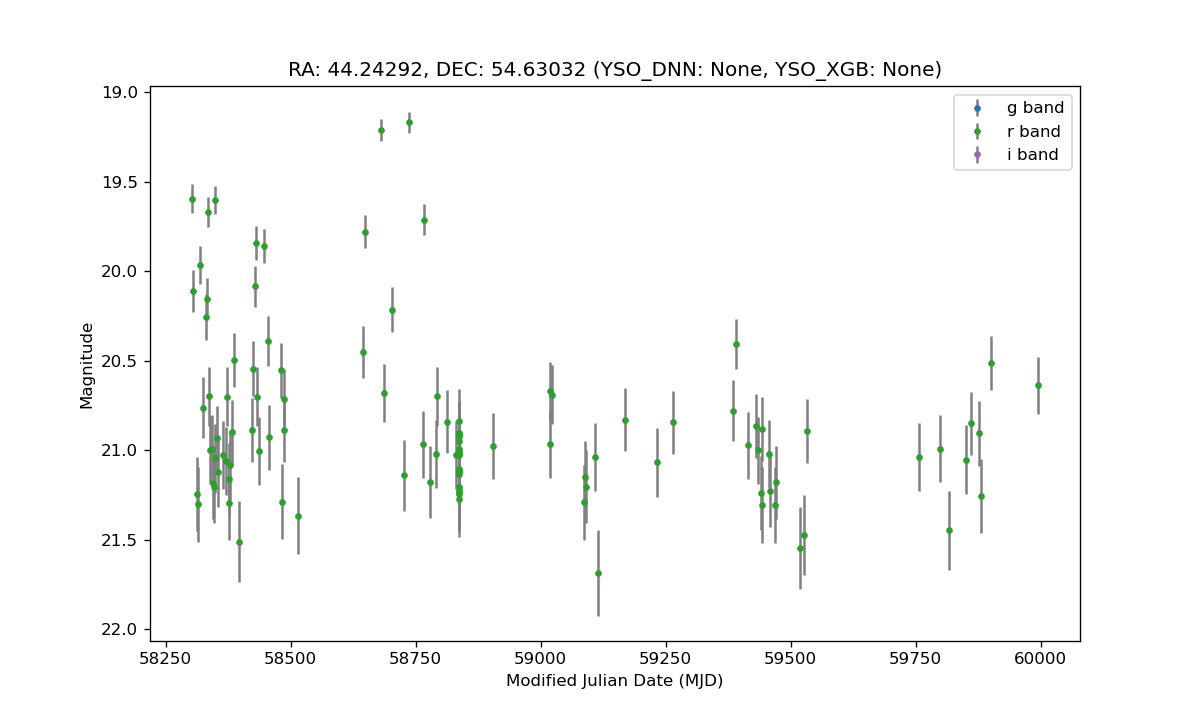 RA: 44.24292, DEC: 54.63032 (YSO_DNN: None, YSO_XGB: None)
g band
r band
i band
19.0
19.5
20.0
20.5
21.0
21.5
22.0
Magnitude
58250
58500
58750
59000
59250
59500
59750
60000
Modified Julian Date (MJD)